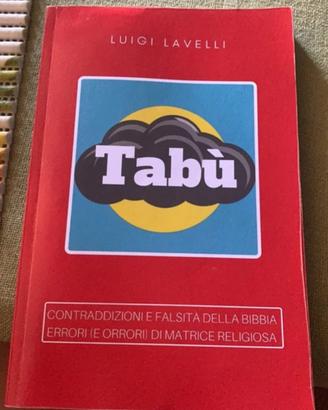 LUIGI LAVELLI
Tabù
CONTRADDIZIONI E FALSITÀ DELLA BIBBIA
ERRORI (E ORRORI) DI MATRICE RELIGIOSA